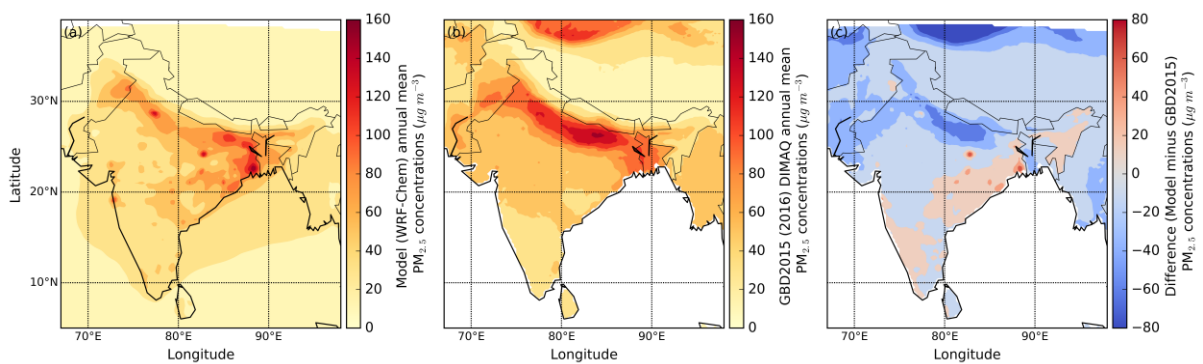 (a)
30°N
20°N
10°N
Latitude
70°E 80°E 90°E
Longitude
160
140
120
100
80
60
40
20
0
Model (WRF-Chem) annual mean
PM2.5 concentrations (μg m−3)
(b)
70°E 80°E 90°E
Longitude
160
140
120
100
80
60
40
20
0
GBD2015 (2016) DIMAQ annual mean
PM2.5 concentrations (μg m−3)
(c)
70°E 80°E 90°E
Longitude
80
60
40
20
0
−20
−40
−60
−80
Difference (Model minus GBD2015)
PM2.5 concentrations (μg m−3)